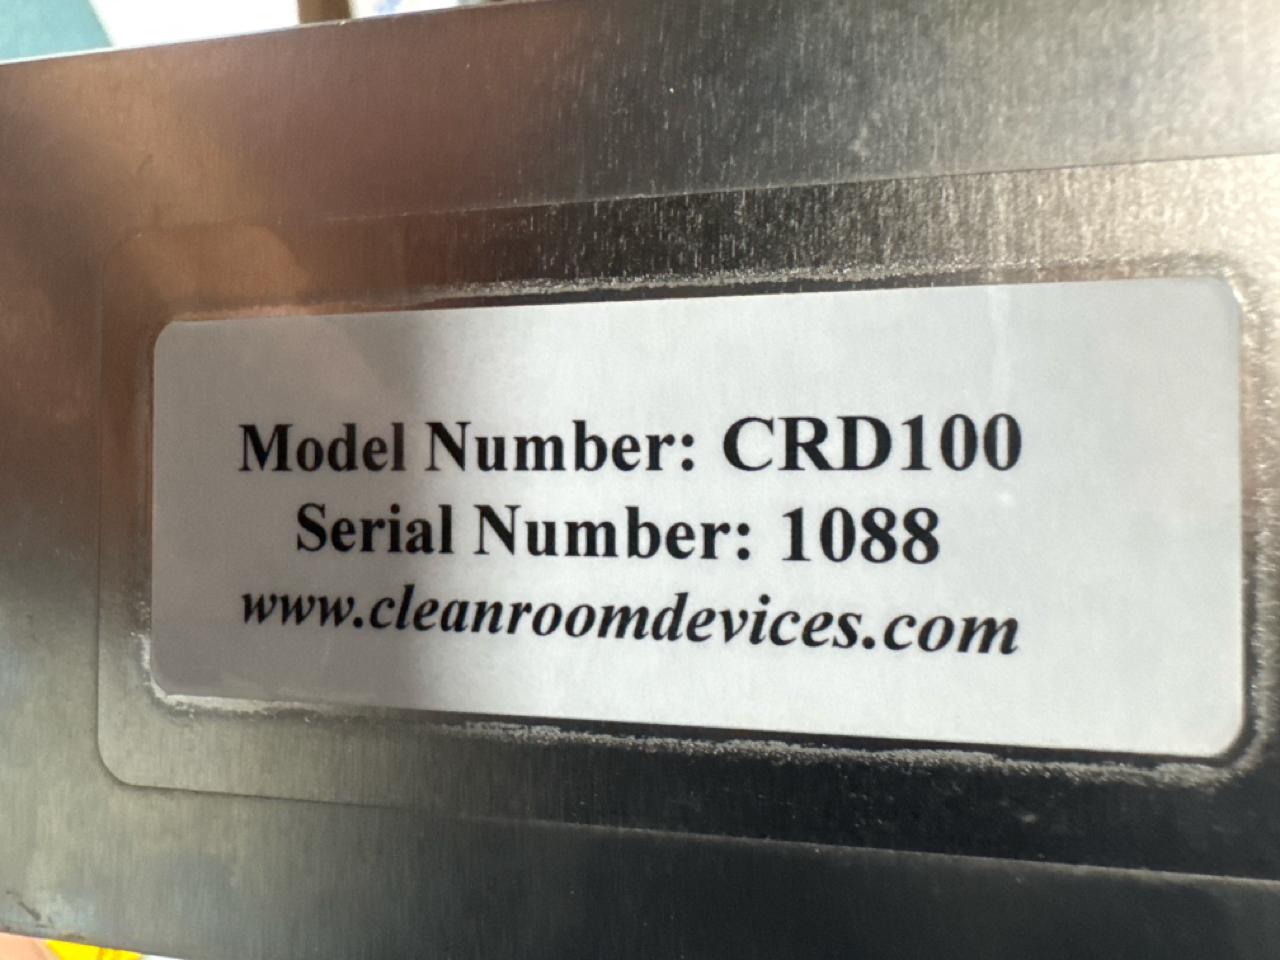 Model Number: CRD100
Serial Number: 1088
www.cleanroomdevices.com